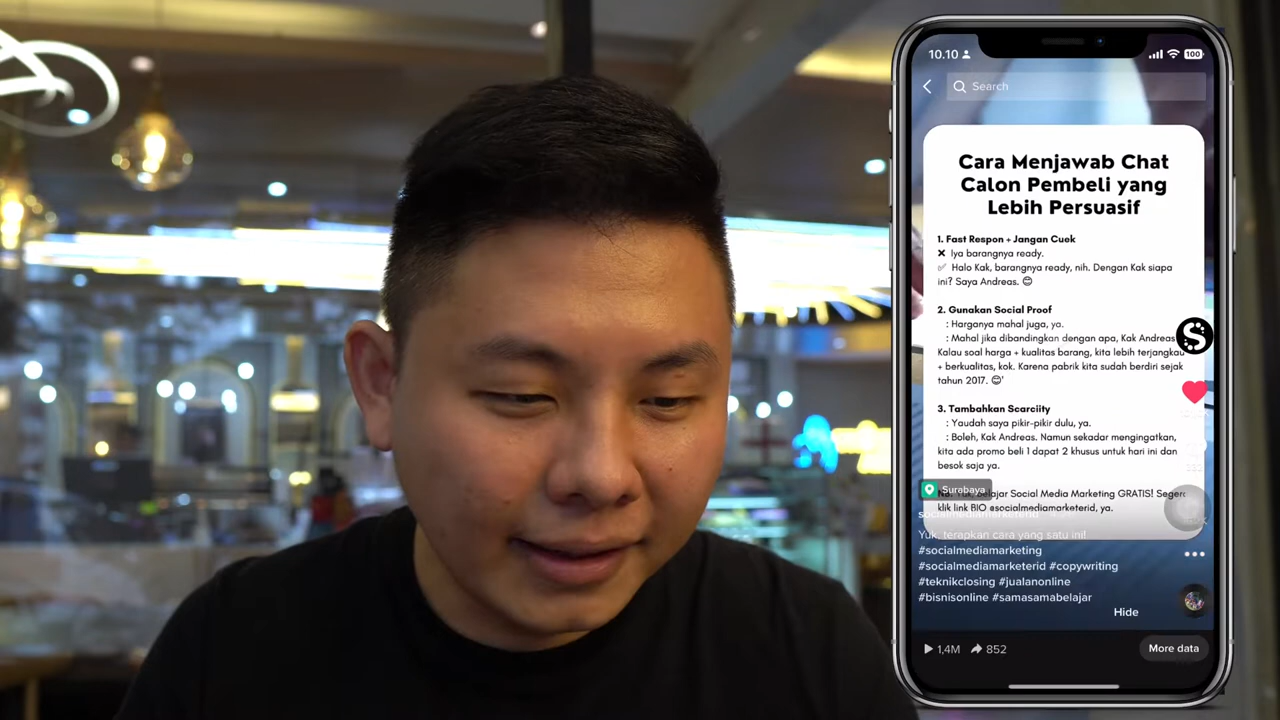 10.10
100
Search
Cara Menjawab Chat
Calon Pembeli yang
Lebih Persuasif
1. Fast Respon + Jangan Cuek
❌ Iya barangnya ready.
✅ Halo Kak, barangnya ready, nih. Dengan Kak siapa
ini? Saya Andreas. 😊
2. Gunakan Social Proof
: Harganya mahal juga, ya.
: Mahal jika dibandingkan dengan apa, Kak Andreas
Kalau soal harga + kualitas barang, kita lebih terjangkau
+ berkualitas, kok. Karena pabrik kita sudah berdiri sejak
tahun 2017. 😊'
3. Tambahkan Scarciity
: Yaudah saya pikir-pikir dulu, ya.
: Boleh, Kak Andreas. Namun sekadar mengingatkan,
kita ada promo beli 1 dapat 2 khusus untuk hari ini dan
besok saja ya.
Surabaya
belajar Social Media Marketing GRATIS! Segera
klik link BIO @socialmediamarketerid, ya.
socialmediamarketerid
Yuk, terapkan cara yang satu ini!
#socialmediamarketing
#socialmediamarketerid #copywriting
#teknikclosing #jualanonline
#bisnisonline #samasamabelajar
Hide
1,4M
852
More data